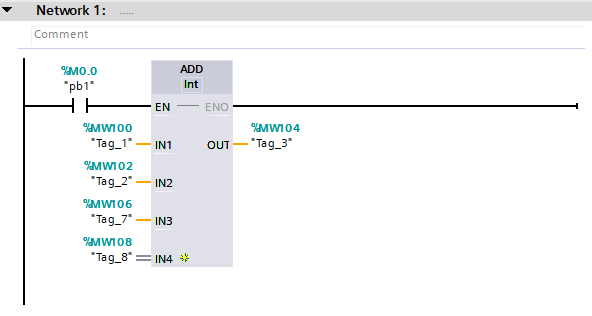 Network 1: .....
Comment
%M0.0
"pb1"
ADD
Int
EN
ENO
%MW100
"Tag_1"
IN1
OUT
%MW104
"Tag_3"
%MW102
"Tag_2"
IN2
%MW106
"Tag_7"
IN3
%MW108
"Tag_8"
IN4